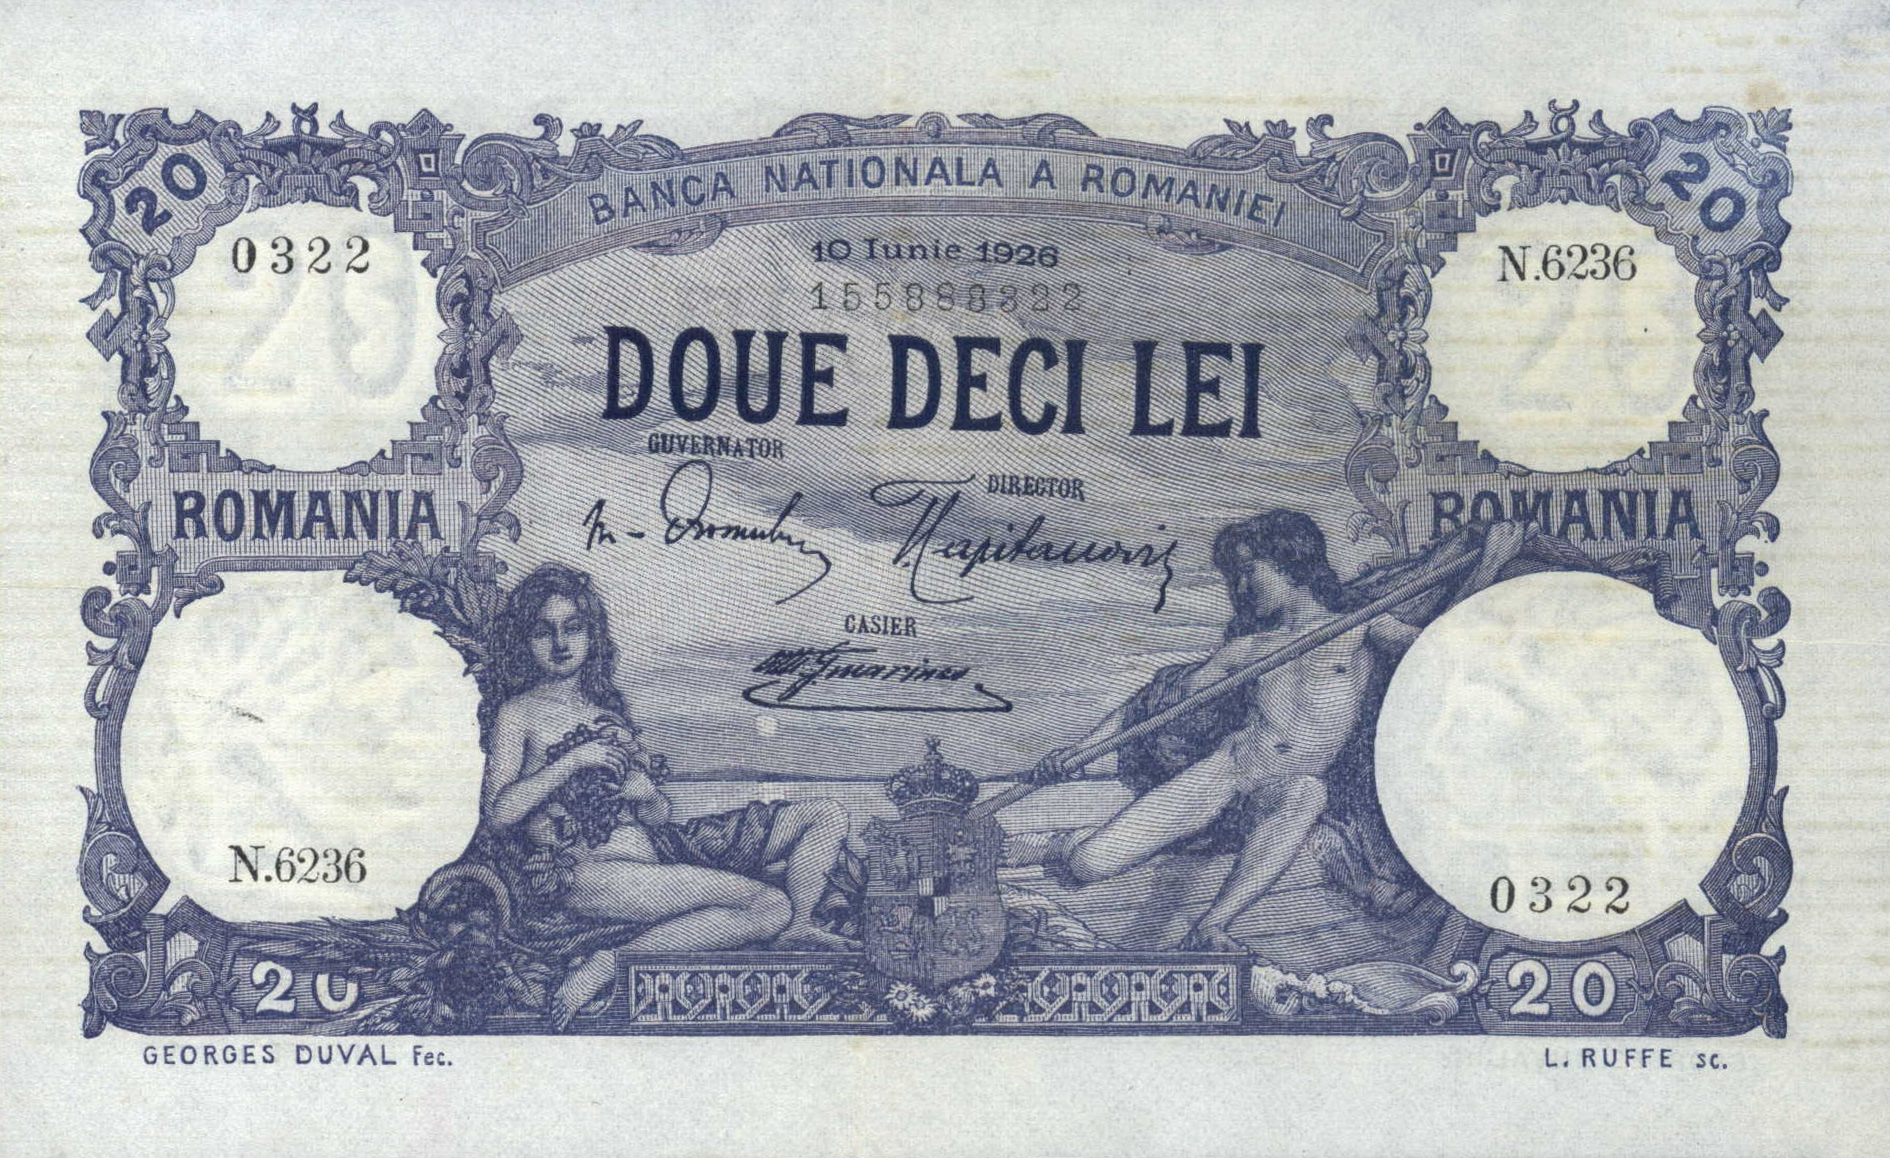 20
20
BANCA NATIONALA A ROMANIEI
0322
10 Iunie 1926
N.6236
155888322
DOUE DECI LEI
GUVERNATOR
DIRECTOR
ROMANIA
ROMANIA
CASIER
N.6236
0322
20
20
GEORGES DUVAL Fec.
L. RUFFE sc.